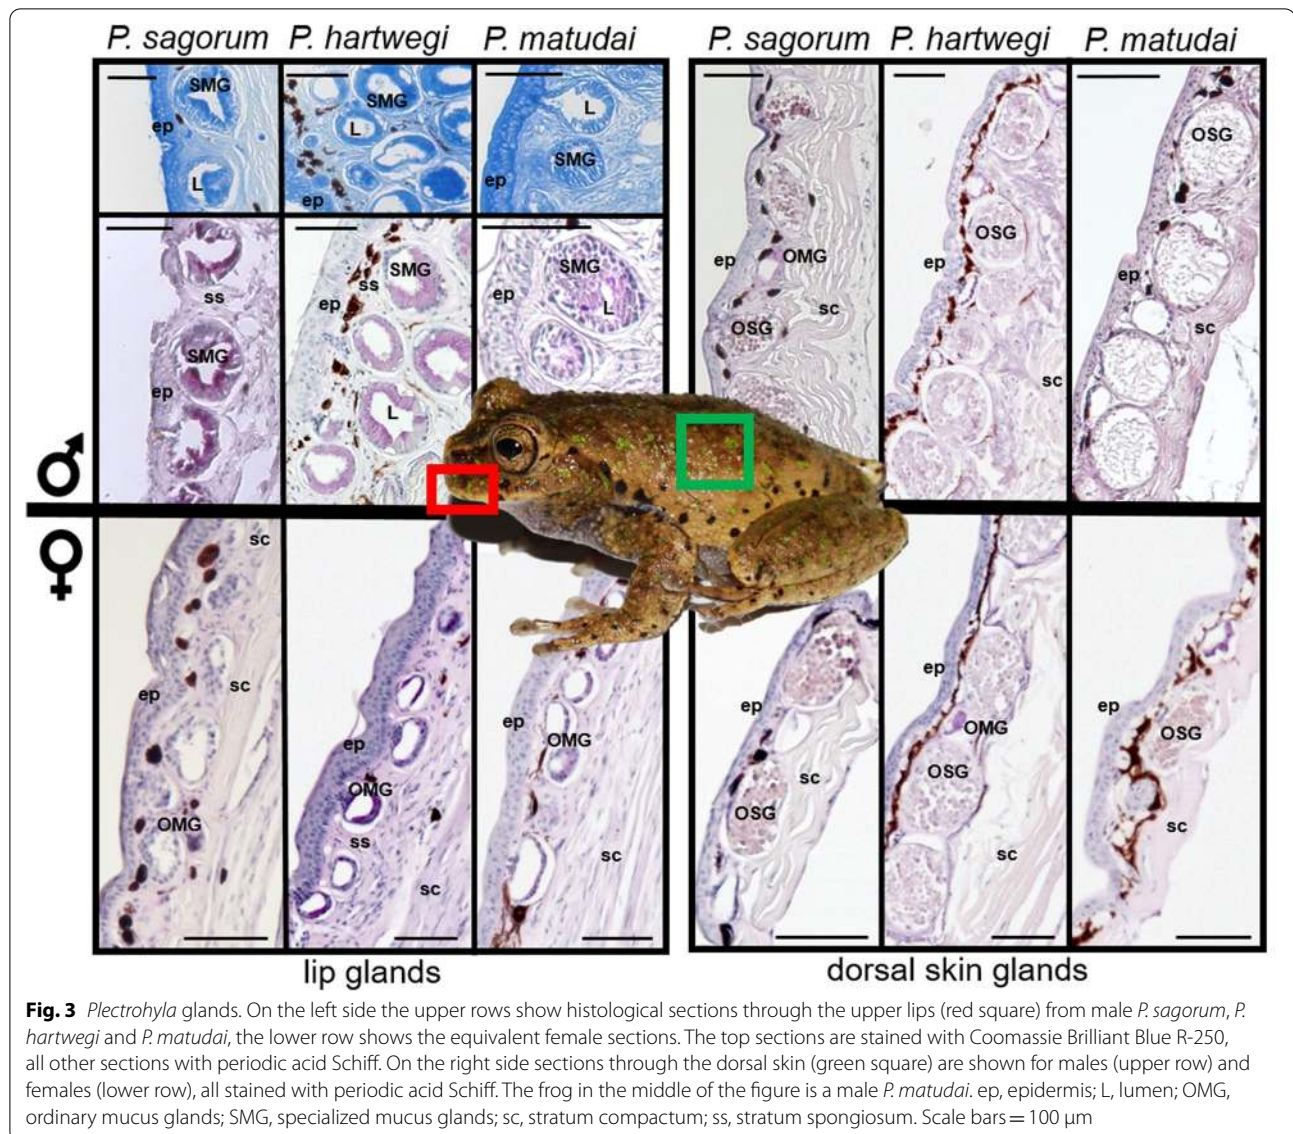 P. sagorum P. hartwegi P. matudai P. sagorum P. hartwegi P. matudai
SMG
ep
L
SMG
L
ep
L
SMG
ep
ss
SMG
ep
SMG
ss
ep
L
SMG
ep
L
ep
OMG
sc
OSG
OSG
ep
sc
OSG
ep
sc
♂
♀
sc
ep
sc
OMG
ep
OMG
ss
sc
ep
OMG
sc
ep
sc
OSG
ep
OMG
OSG
sc
ep
OSG
sc
lip glands
dorsal skin glands
Fig. 3 Plectrohyla glands. On the left side the upper rows show histological sections through the upper lips (red square) from male P. sagorum, P.
hartwegi and P. matudai, the lower row shows the equivalent female sections. The top sections are stained with Coomassie Brilliant Blue R-250,
all other sections with periodic acid Schiff. On the right side sections through the dorsal skin (green square) are shown for males (upper row) and
females (lower row), all stained with periodic acid Schiff. The frog in the middle of the figure is a male P. matudai. ep, epidermis; L, lumen; OMG,
ordinary mucus glands; SMG, specialized mucus glands; sc, stratum compactum; ss, stratum spongiosum. Scale bars = 100 μm